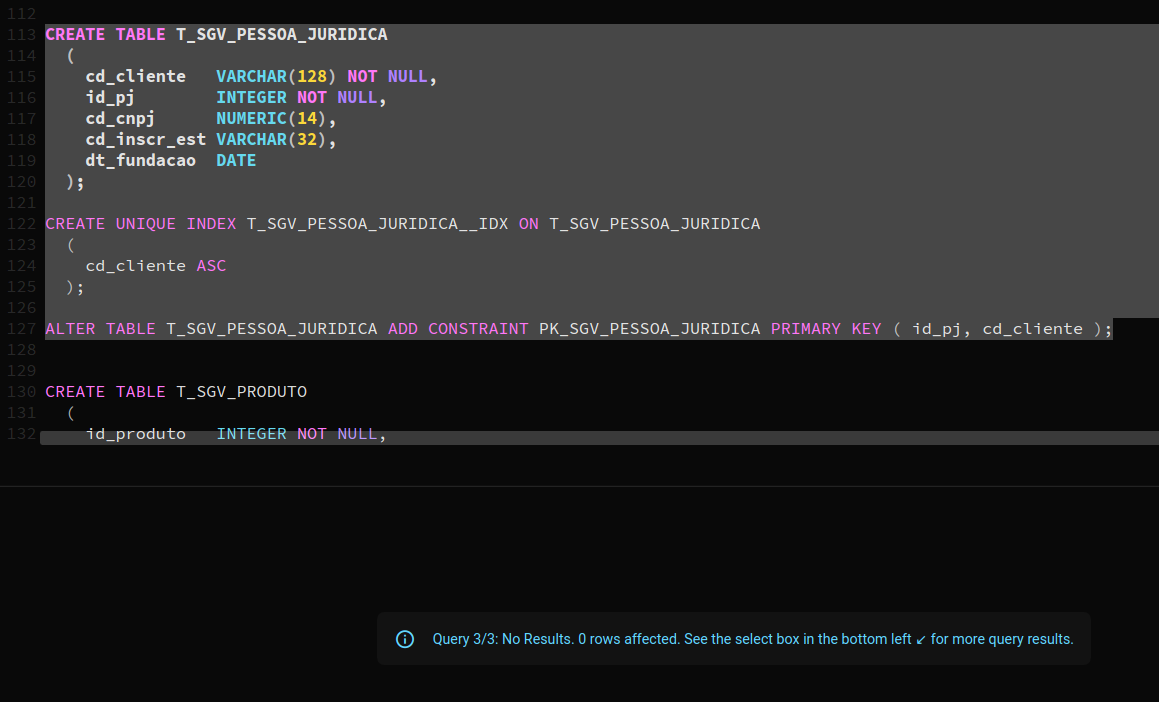 112
113 CREATE TABLE T_SGV_PESSOA_JURIDICA
114   (
115     cd_cliente   VARCHAR(128) NOT NULL,
116     id_pj        INTEGER NOT NULL,
117     cd_cnpj      NUMERIC(14),
118     cd_inscr_est VARCHAR(32),
119     dt_fundacao  DATE
120   );
121
122 CREATE UNIQUE INDEX T_SGV_PESSOA_JURIDICA__IDX ON T_SGV_PESSOA_JURIDICA
123   (
124     cd_cliente ASC
125   );
126
127 ALTER TABLE T_SGV_PESSOA_JURIDICA ADD CONSTRAINT PK_SGV_PESSOA_JURIDICA PRIMARY KEY ( id_pj, cd_cliente );
128
129
130 CREATE TABLE T_SGV_PRODUTO
131   (
132     id_produto   INTEGER NOT NULL,
Query 3/3: No Results. 0 rows affected. See the select box in the bottom left ↙ for more query results.